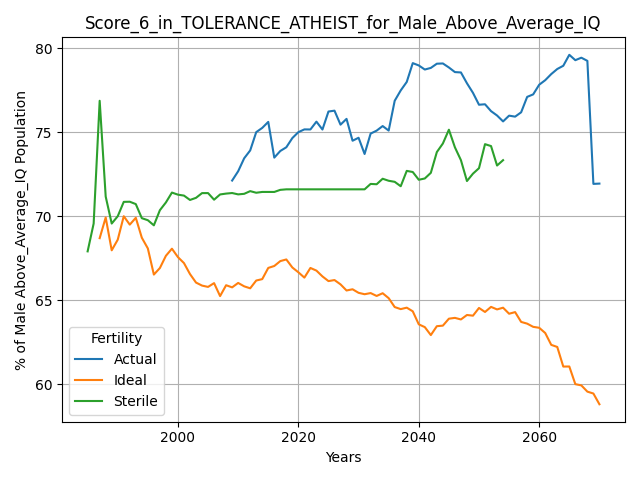 Score_6_in_TOLERANCE_ATHEIST_for_Male_Above_Average_IQ
% of Male Above_Average_IQ Population
80
75
70
65
60
Fertility
Actual
Ideal
Sterile
2000 2020 2040 2060
Years